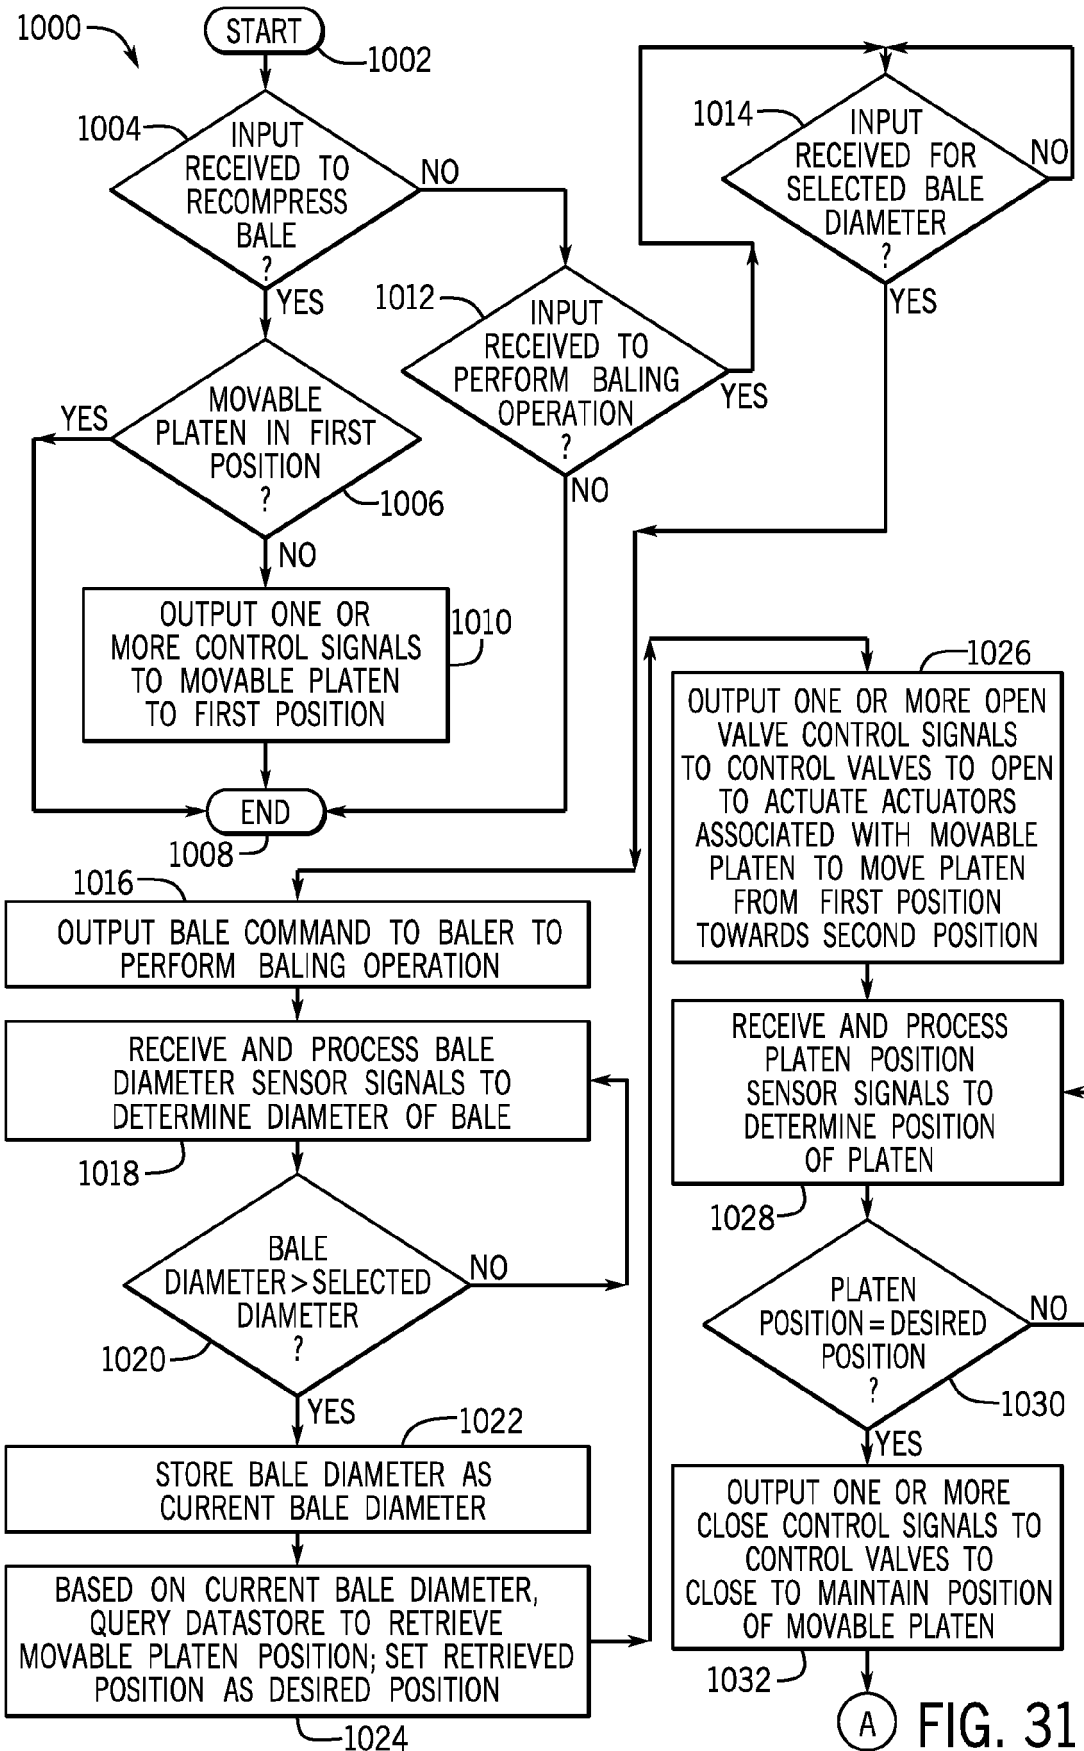 1000
START
1002
1004
INPUT
RECEIVED TO
RECOMPRESS
BALE
?
NO
YES
MOVABLE
PLATEN IN FIRST
POSITION
?
YES
1006
NO
OUTPUT ONE OR
MORE CONTROL SIGNALS
TO MOVABLE PLATEN
TO FIRST POSITION
1010
END
1008
1012
INPUT
RECEIVED TO
PERFORM BALING
OPERATION
?
YES
NO
1014
INPUT
RECEIVED FOR
SELECTED BALE
DIAMETER
?
NO
YES
1016
OUTPUT BALE COMMAND TO BALER TO
PERFORM BALING OPERATION
RECEIVE AND PROCESS BALE
DIAMETER SENSOR SIGNALS TO
DETERMINE DIAMETER OF BALE
1018
BALE
DIAMETER > SELECTED
DIAMETER
?
NO
1020
YES
1022
STORE BALE DIAMETER AS
CURRENT BALE DIAMETER
BASED ON CURRENT BALE DIAMETER,
QUERY DATASTORE TO RETRIEVE
MOVABLE PLATEN POSITION; SET RETRIEVED
POSITION AS DESIRED POSITION
1024
1026
OUTPUT ONE OR MORE OPEN
VALVE CONTROL SIGNALS
TO CONTROL VALVES TO OPEN
TO ACTUATE ACTUATORS
ASSOCIATED WITH MOVABLE
PLATEN TO MOVE PLATEN
FROM FIRST POSITION
TOWARDS SECOND POSITION
RECEIVE AND PROCESS
PLATEN POSITION
SENSOR SIGNALS TO
DETERMINE POSITION
OF PLATEN
1028
PLATEN
POSITION = DESIRED
POSITION
?
NO
1030
YES
OUTPUT ONE OR MORE
CLOSE CONTROL SIGNALS TO
CONTROL VALVES TO
CLOSE TO MAINTAIN POSITION
OF MOVABLE PLATEN
1032
A
FIG. 31